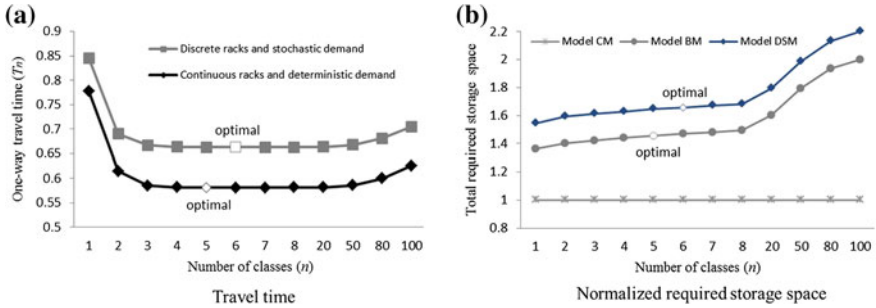 (a)
One-way travel time (Tn)
0.9
0.85
0.8
0.75
0.7
0.65
0.6
0.55
0.5
Discrete racks and stochastic demand
Continuous racks and deterministic demand
optimal
optimal
1 2 3 4 5 6 7 8 20 50 80 100
Number of classes (n)
Travel time
(b)
Total requireed storage space
2.2
2
1.8
1.6
1.4
1.2
1
0.8
Model CM Model BM Model DSM
optimal
optimal
1 2 3 4 5 6 7 8 20 50 80 100
Number of classes (n)
Normalized required storage space